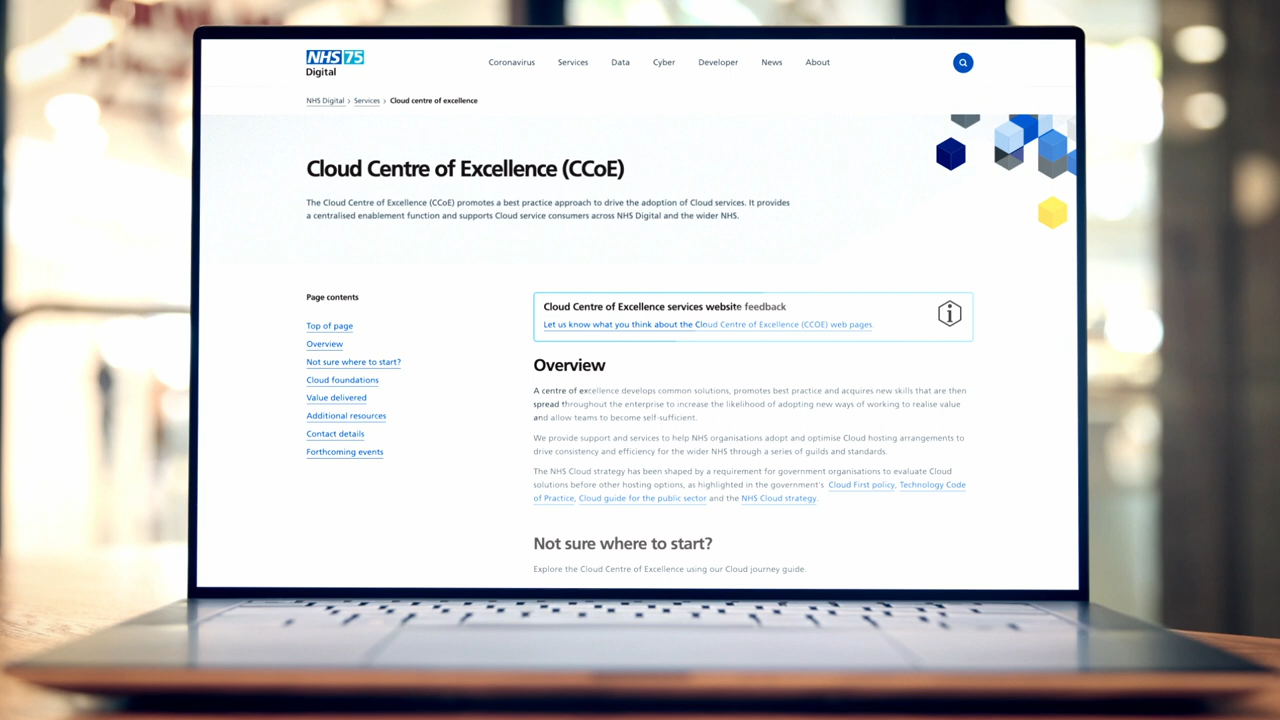 NHS 75
Digital
Coronavirus Services Data Cyber Developer News About
NHS Digital > Services > Cloud centre of excellence
Cloud Centre of Excellence (CCoE)
The Cloud Centre of Excellence (CCoE) promotes a best practice approach to drive the adoption of Cloud services. It provides
a centralised enablement function and supports Cloud service consumers across NHS Digital and the wider NHS.
Page contents
Top of page
Overview
Not sure where to start?
Cloud foundations
Value delivered
Additional resources
Contact details
Forthcoming events
Cloud Centre of Excellence services website feedback
Let us know what you think about the Cloud Centre of Excellence (CCOE) web pages.
Overview
A centre of excellence develops common solutions, promotes best practice and acquires new skills that are then
spread throughout the enterprise to increase the likelihood of adopting new ways of working to realise value
and allow teams to become self-sufficient.
We provide support and services to help NHS organisations adopt and optimise Cloud hosting arrangements to
drive consistency and efficiency for the wider NHS through a series of guilds and standards.
The NHS Cloud strategy has been shaped by a requirement for government organisations to evaluate Cloud
solutions before other hosting options, as highlighted in the government's Cloud First policy, Technology Code
of Practice, Cloud guide for the public sector and the NHS Cloud strategy.
Not sure where to start?
Explore the Cloud Centre of Excellence using our Cloud journey guide.